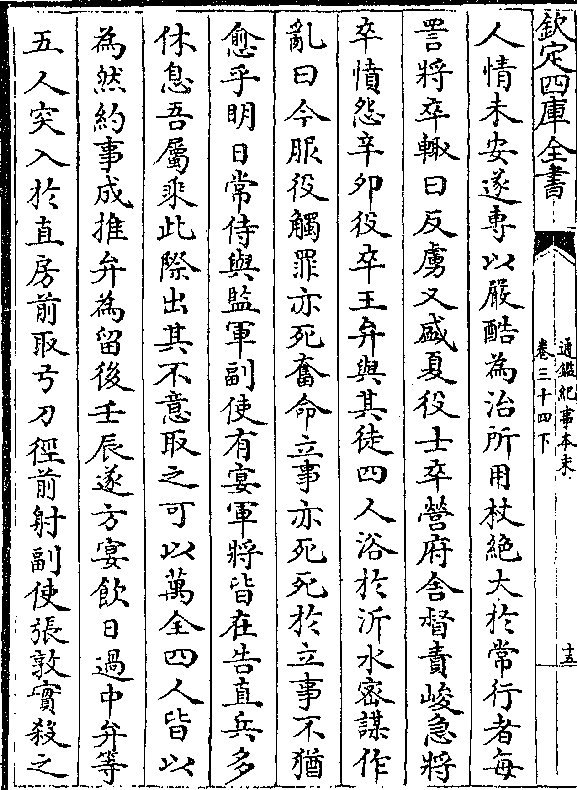 欽定四庫全書
通鑑紀事本末
卷三十四下
十五
人情未安遂專以嚴酷為治所用杖絶大於常行者每
詈將卒輙曰反虜又盛夏役士卒營府舍督責峻急將
卒憤怨辛卯役卒王弁與其徒四人浴於沂水密謀作
亂曰今服役觸罪亦死奮命立事亦死死於立事不猶
愈乎明日常侍與監軍副使有宴軍將皆在告直兵多
休息吾屬乘此際出其不意取之可以萬全四人皆以
為然約事成推弁為留後壬辰遂方宴飲日過中弁等
五人突入於直房前取弓刀徑前射副使張敦實殺之